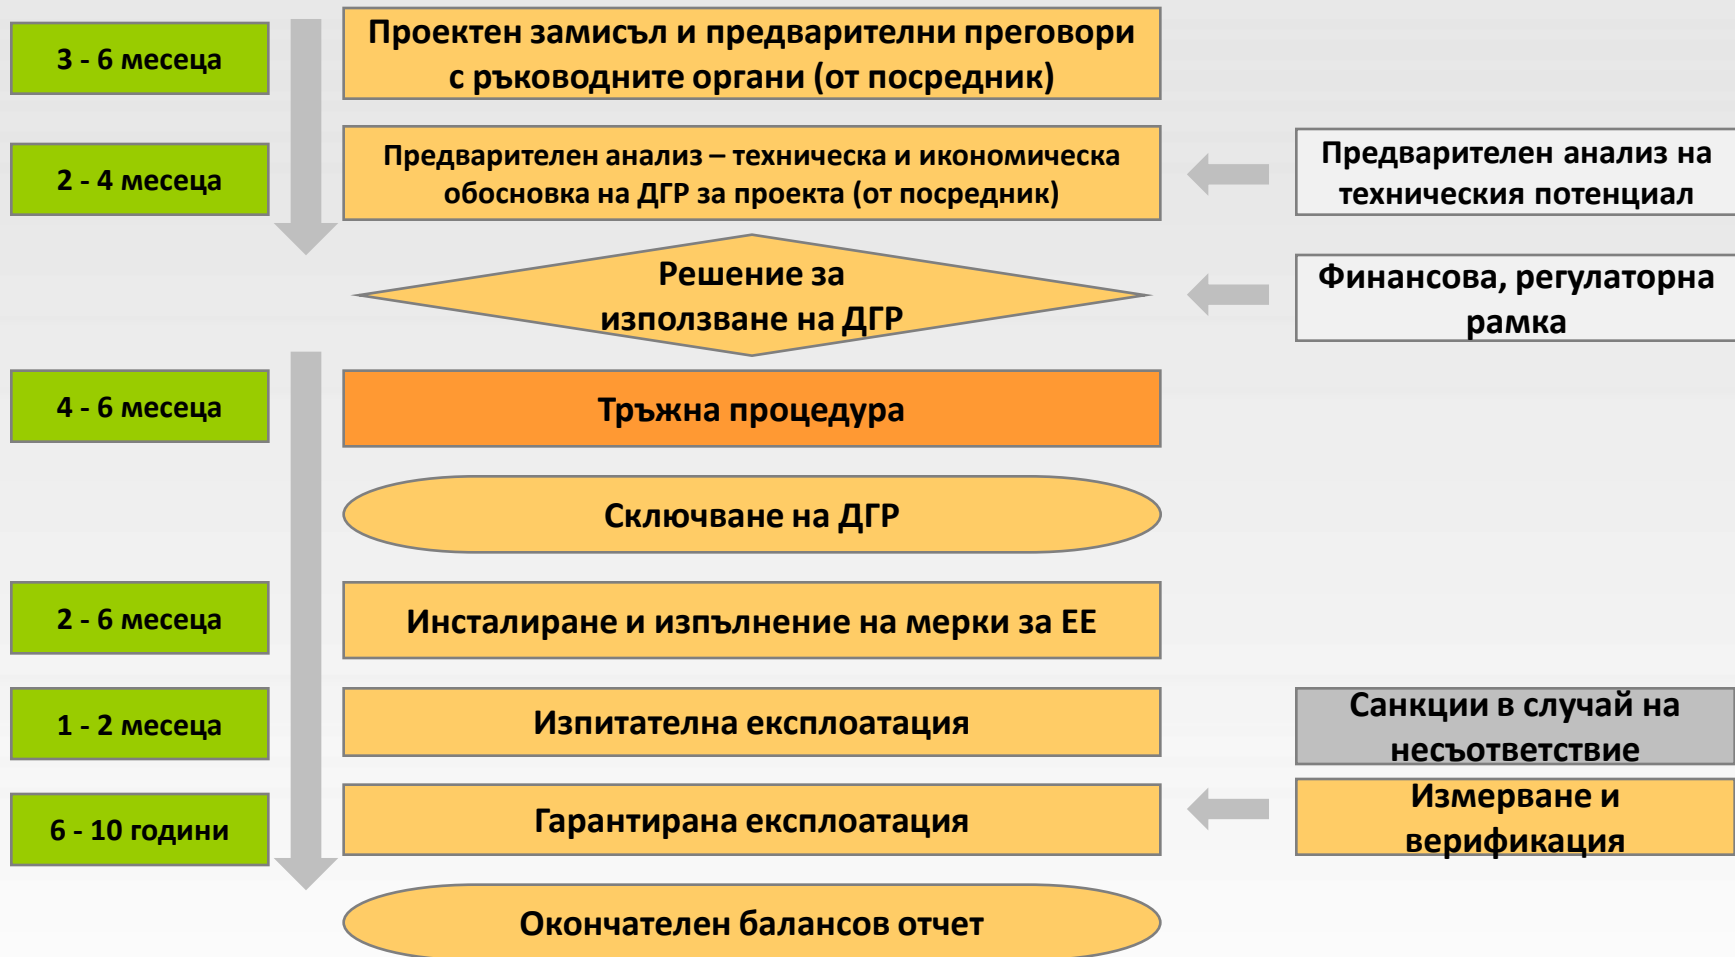 3 - 6 месеца
Проектен замисъл и предварителни преговори
с ръководните органи (от посредник)
2 - 4 месеца
Предварителен анализ – техническа и икономическа
обосновка на ДГР за проекта (от посредник)
Предварителен анализ на
техническия потенциал
Решение за
използване на ДГР
Финансова, регулаторна
рамка
4 - 6 месеца
Тръжна процедура
Сключване на ДГР
2 - 6 месеца
Инсталиране и изпълнение на мерки за ЕЕ
1 - 2 месеца
Изпитателна експлоатация
Санкции в случай на
несъответствие
6 - 10 години
Гарантирана експлоатация
Измерване и
верификация
Окончателен балансов отчет